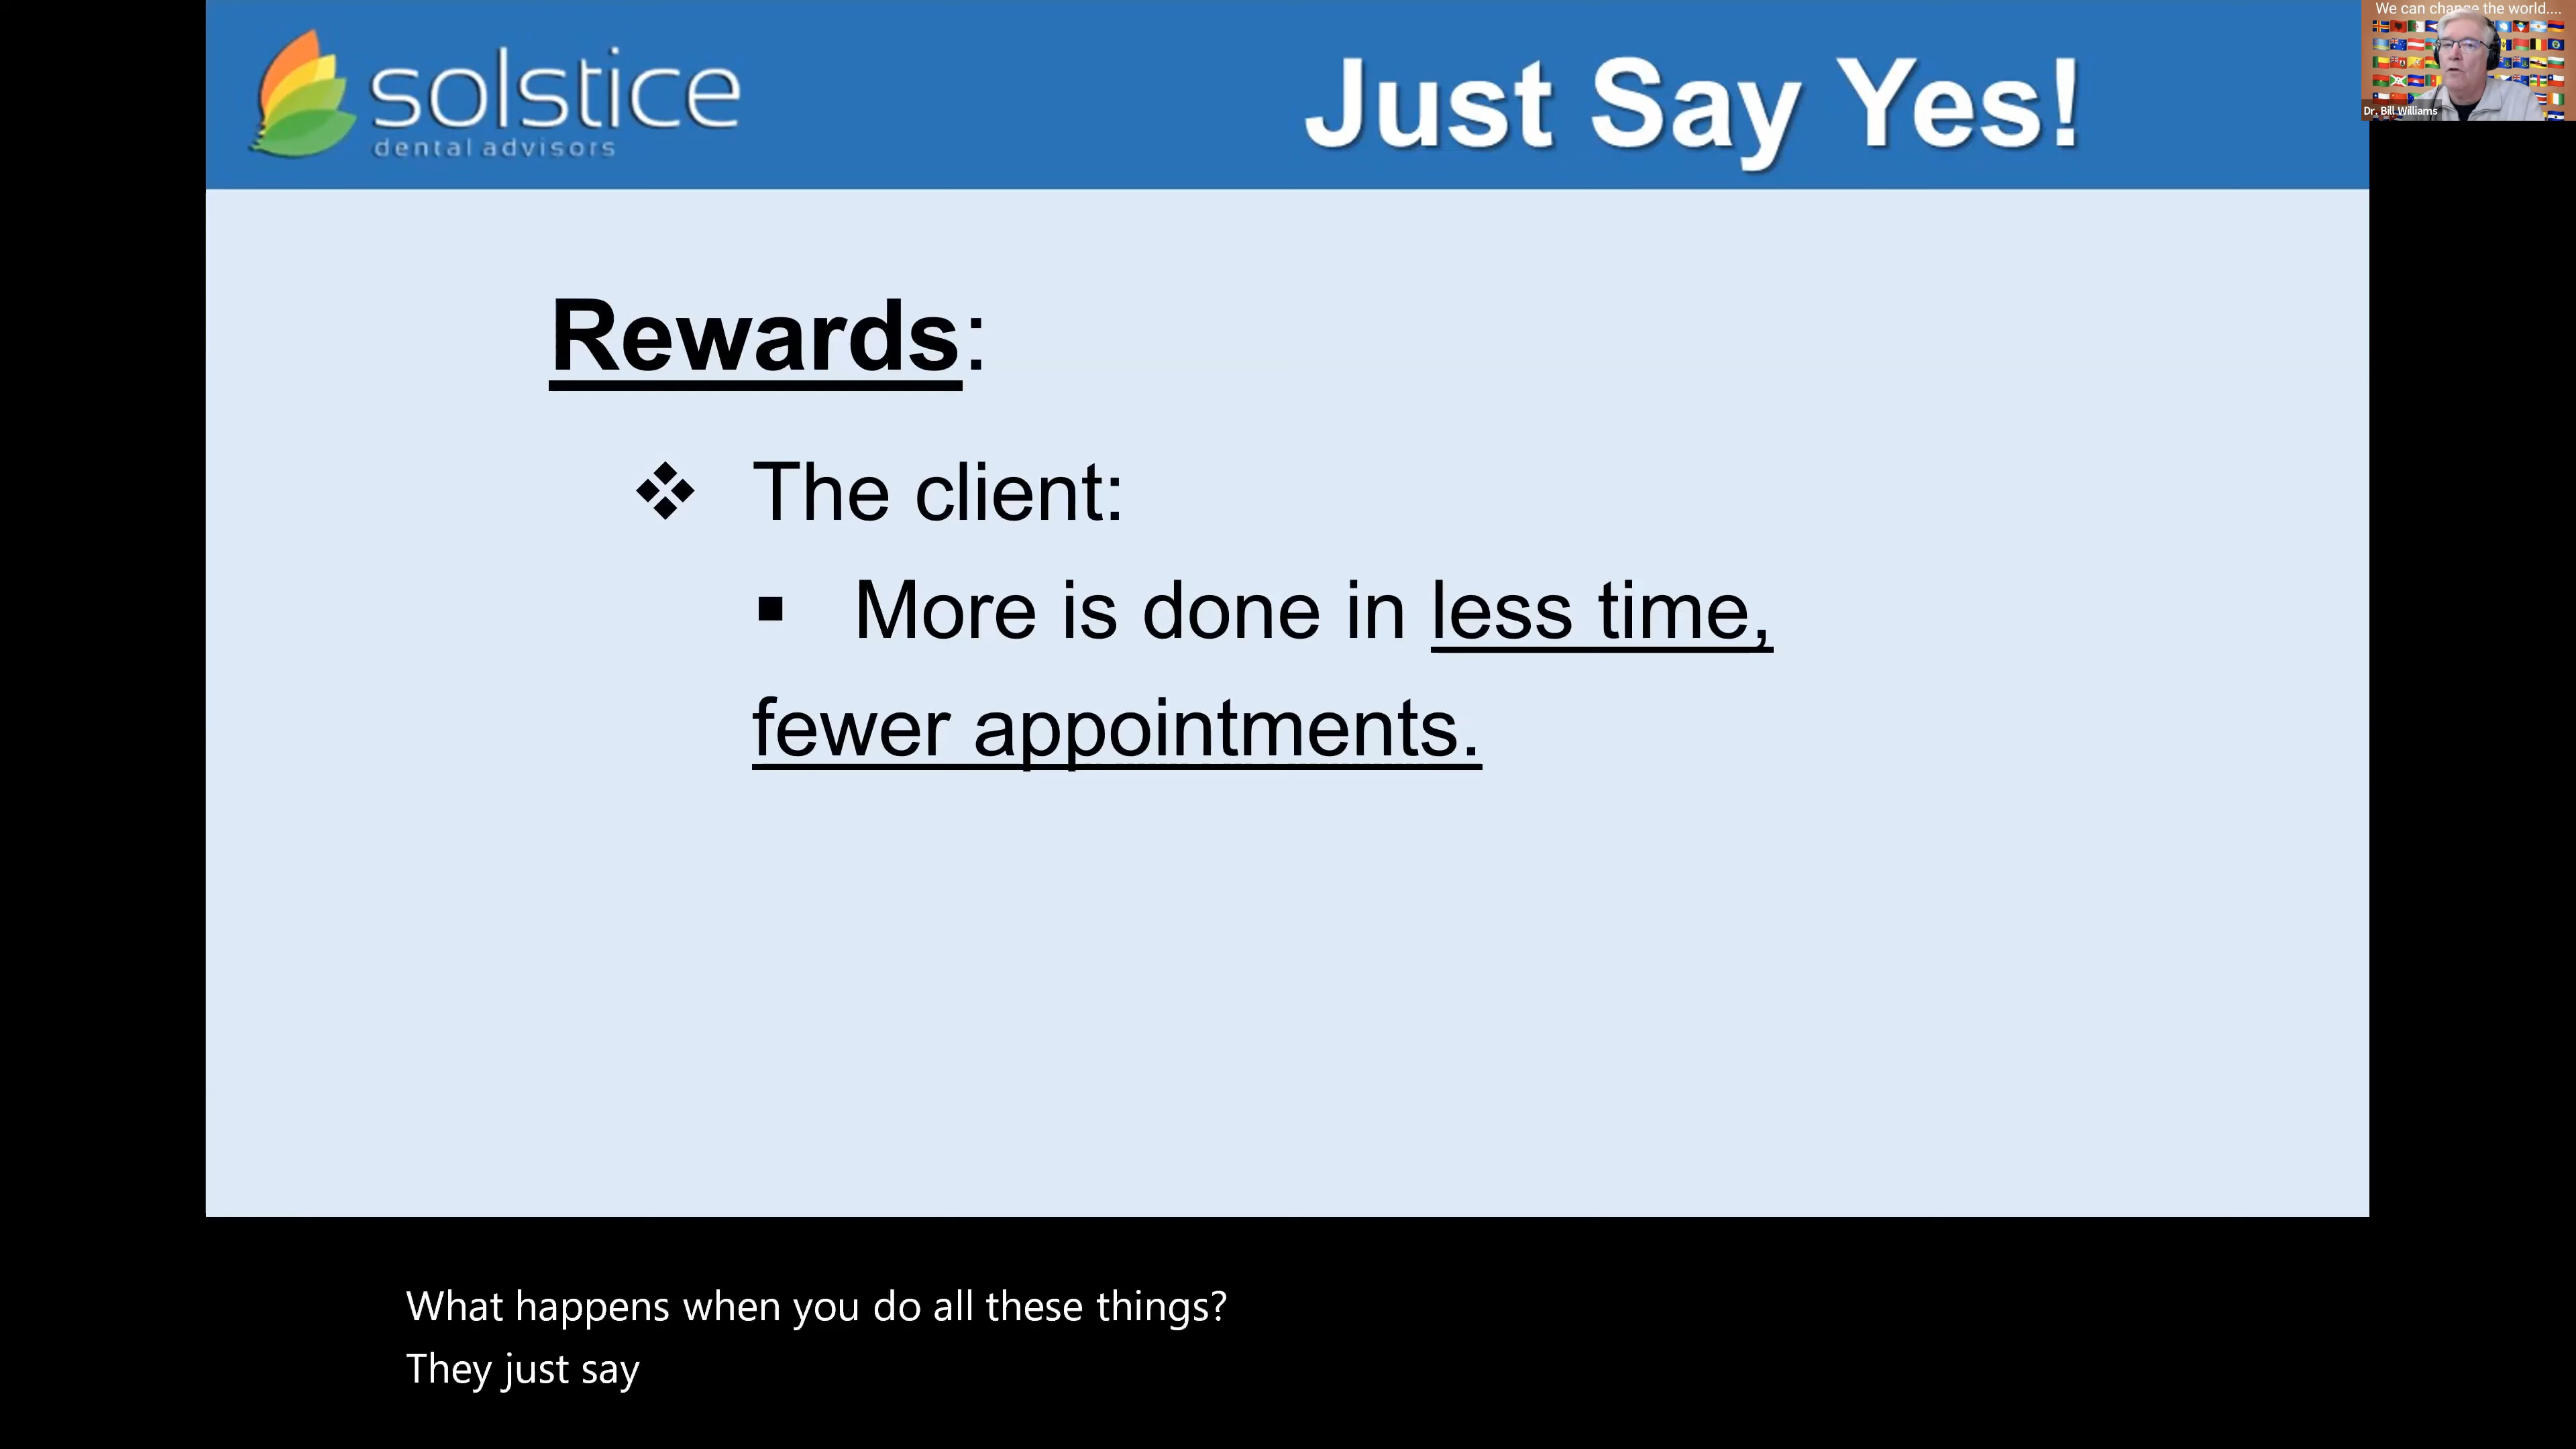 solstice
dental advisors
Just Say Yes!
We can change the world....
Dr. Bill Williams
Rewards:
❖ The client:
▪ More is done in less time,
fewer appointments.
What happens when you do all these things?
They just say